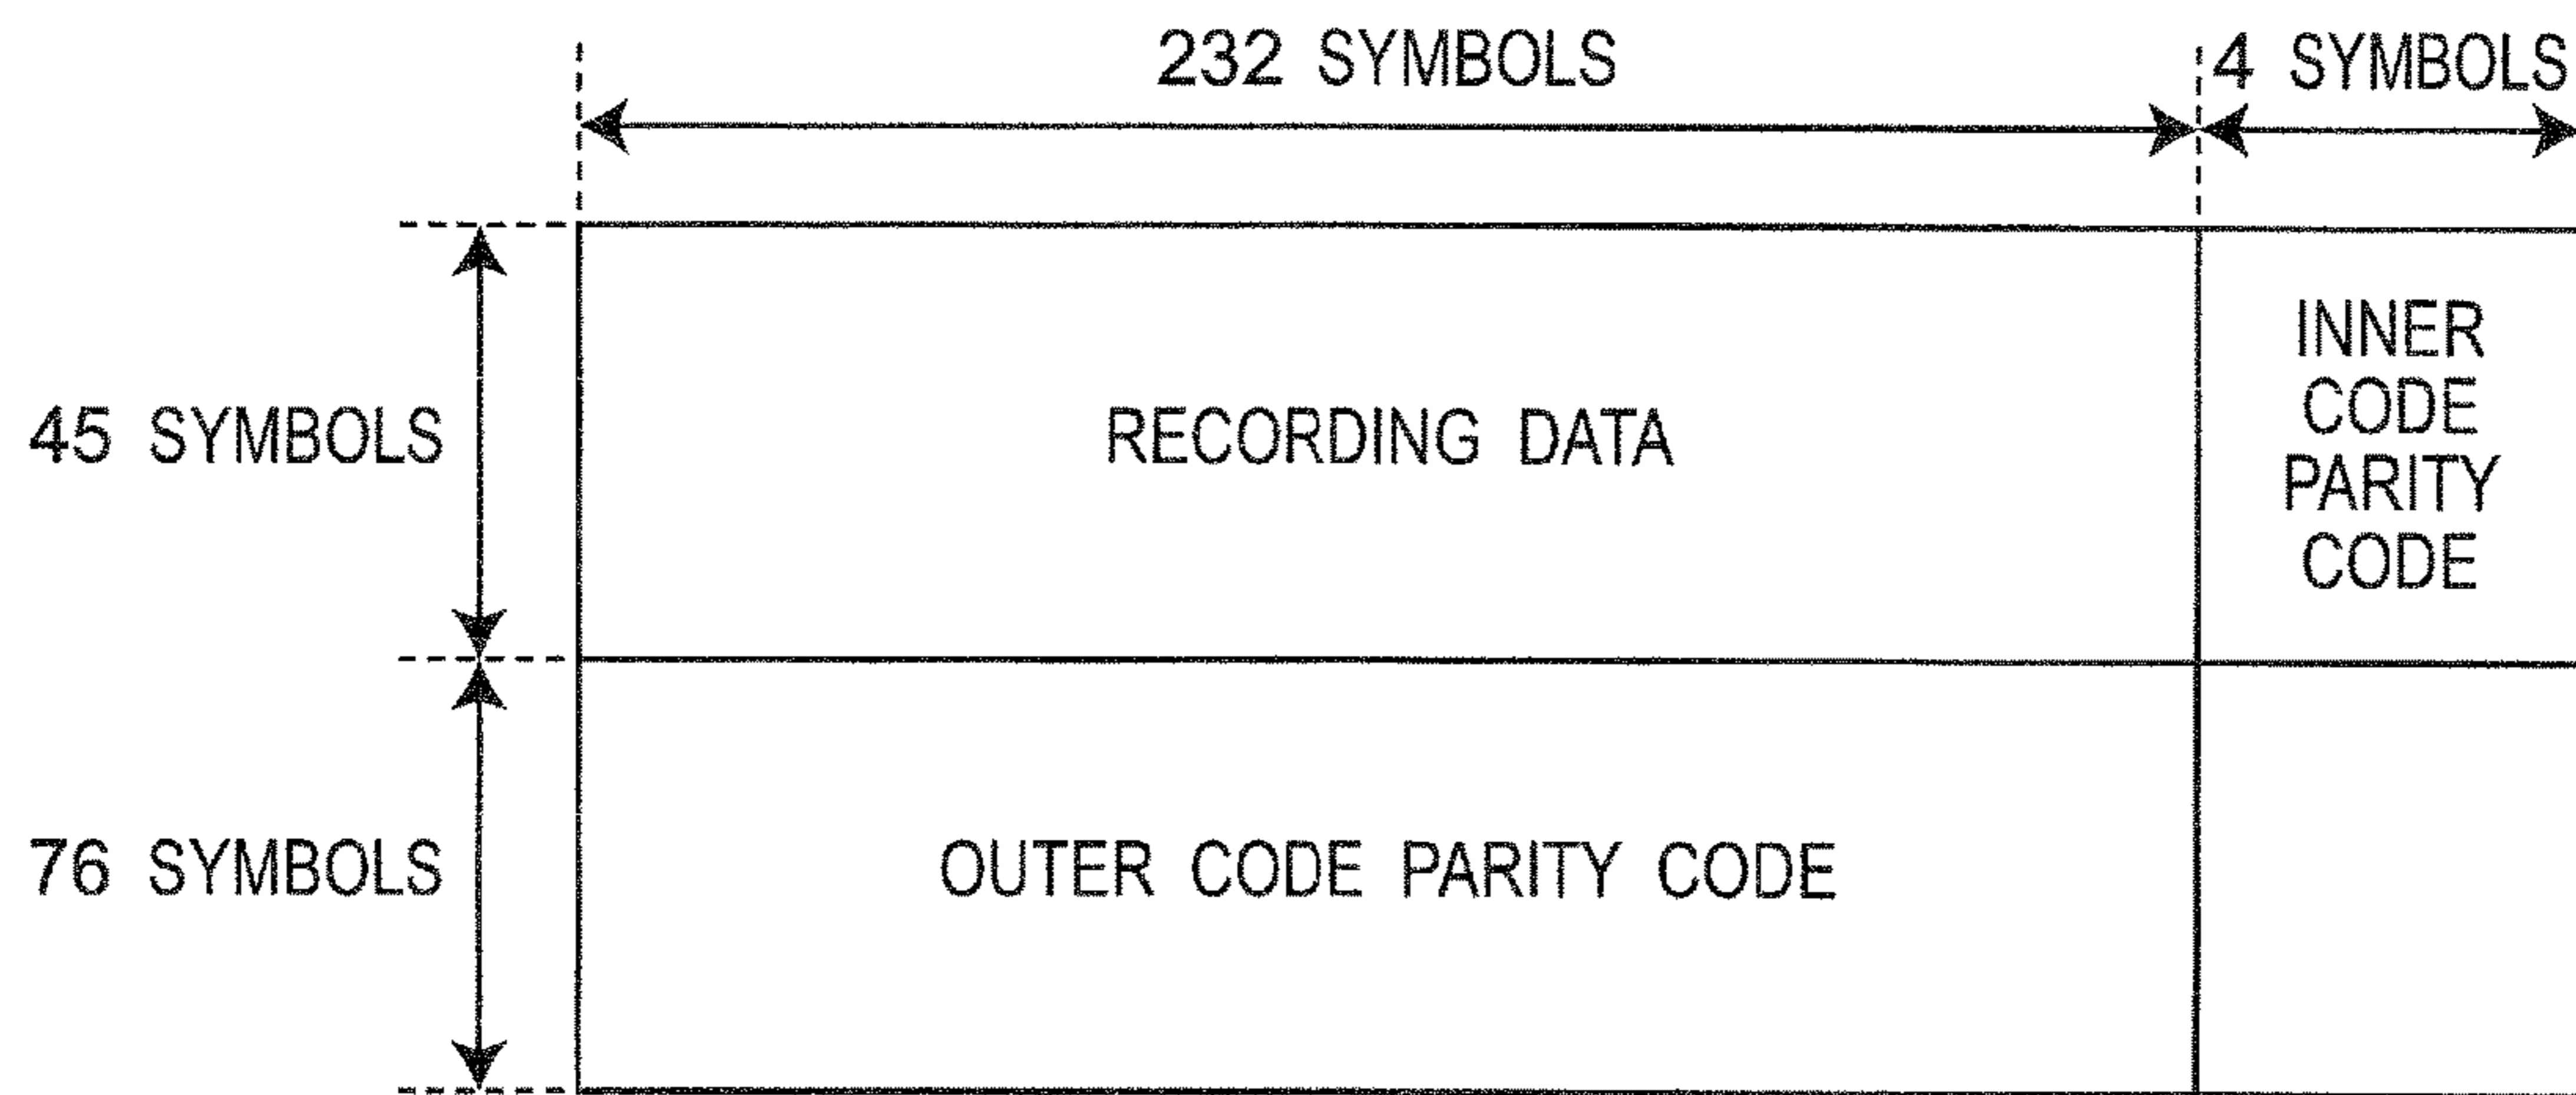 232 SYMBOLS
4 SYMBOLS
45 SYMBOLS
RECORDING DATA
INNER
CODE
PARITY
CODE
76 SYMBOLS
OUTER CODE PARITY CODE